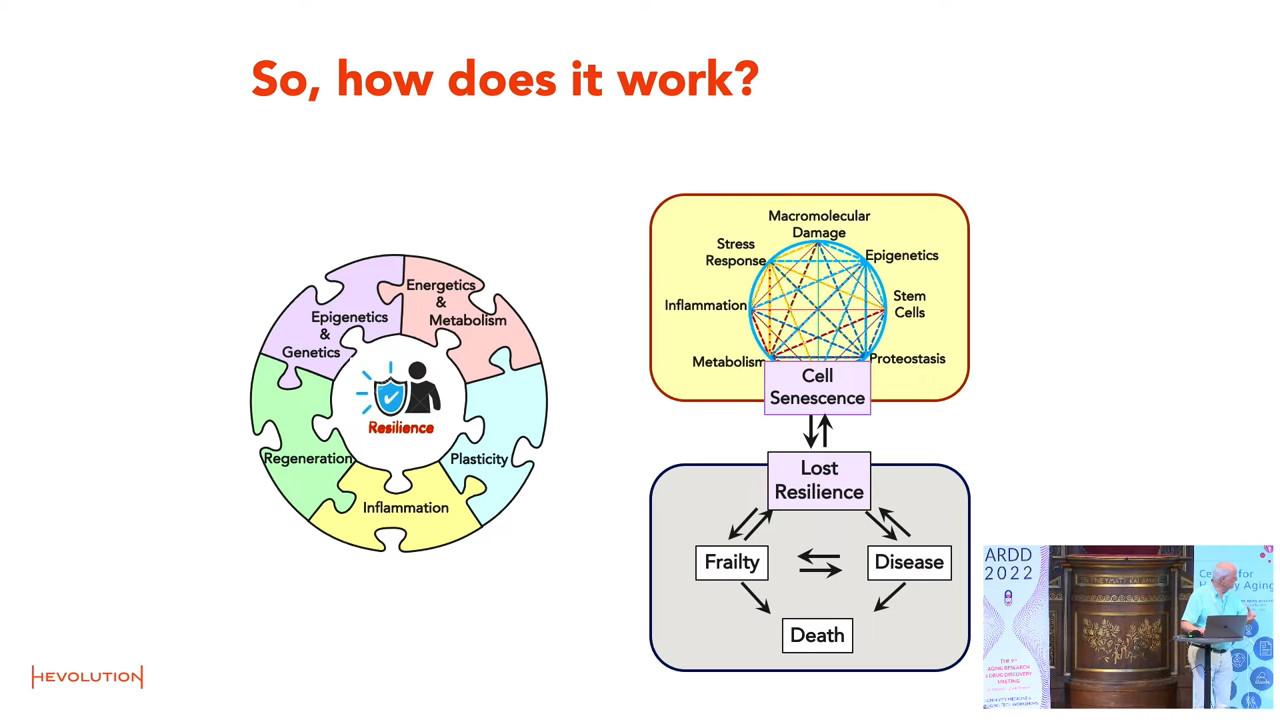 So, how does it work?
Energetics
&
Metabolism
Epigenetics
&
Genetics
Resilience
Regeneration
Plasticity
Inflammation
Macromolecular
Damage
Stress
Response
Epigenetics
Inflammation
Stem
Cells
Metabolism
Proteostasis
Cell
Senescence
Lost
Resilience
Frailty
Disease
Death
HEVOLUTION
ARDD
2022